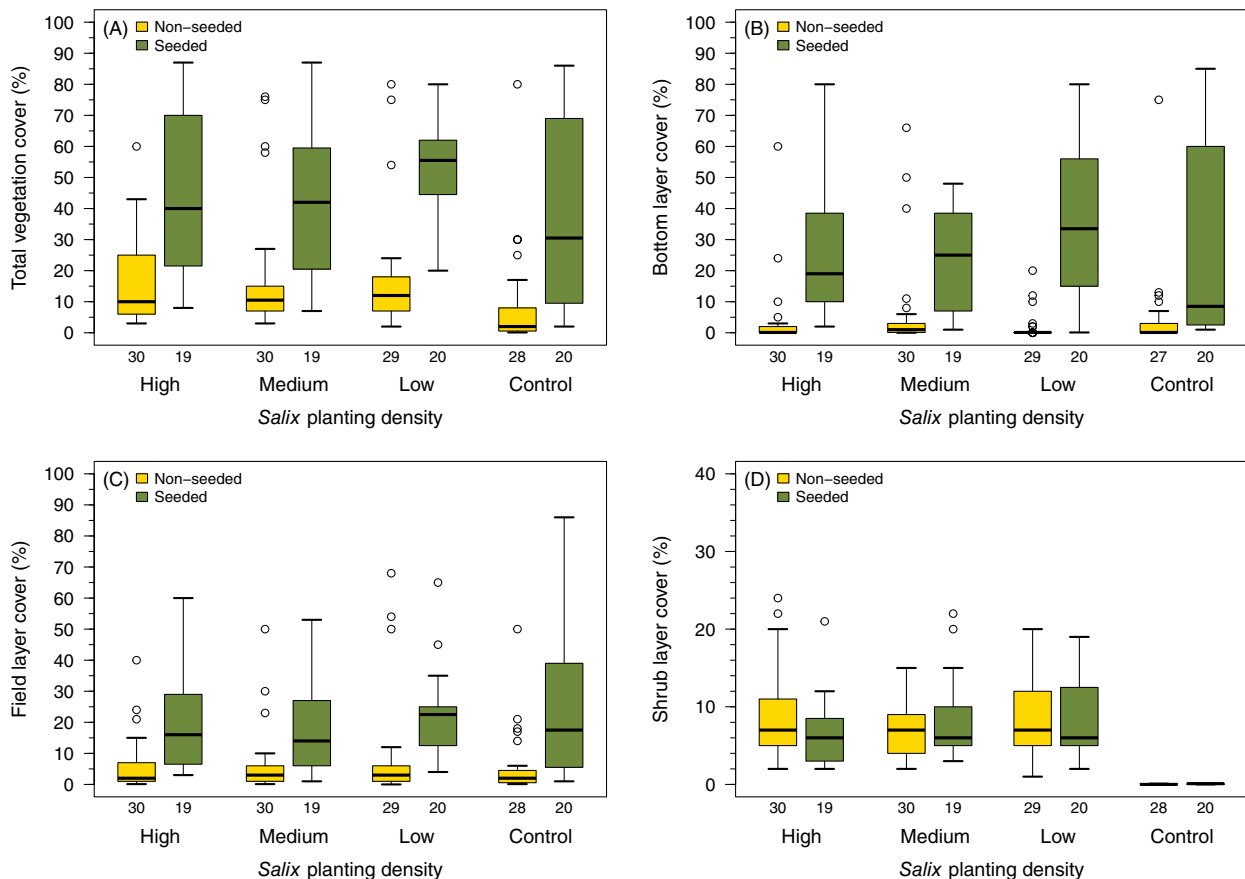 (A)
Non−seeded
Seeded
Total vegetation cover (%)
100
90
80
70
60
50
40
30
20
10
0
30 19 30 19 29 20 28 20
High Medium Low Control
Salix planting density
(B)
Non−seeded
Seeded
Bottom layer cover (%)
100
90
80
70
60
50
40
30
20
10
0
30 19 30 19 29 20 27 20
High Medium Low Control
Salix planting density
(C)
Non−seeded
Seeded
Field layer cover (%)
100
90
80
70
60
50
40
30
20
10
0
30 19 30 19 29 20 28 20
High Medium Low Control
Salix planting density
(D)
Non−seeded
Seeded
Shrub layer cover (%)
40
30
20
10
0
30 19 30 19 29 20 28 20
High Medium Low Control
Salix planting density